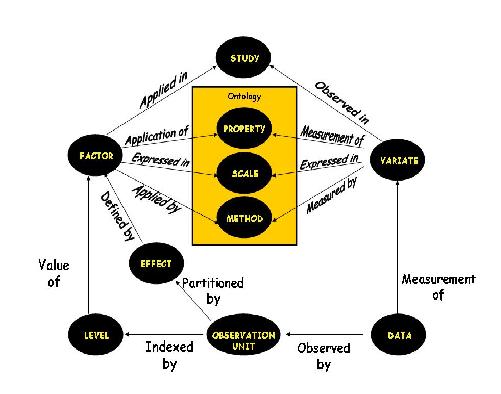 STUDY
Applied in
Observed in
Ontology
PROPERTY
Application of
Measurement of
FACTOR
VARIATE
Expressed in
Expressed in
SCALE
Applied by
Measured by
METHOD
Defined by
EFFECT
Value
of
Partitioned
by
Measurement
of
LEVEL
OBSERVATION
UNIT
DATA
Indexed
by
Observed
by